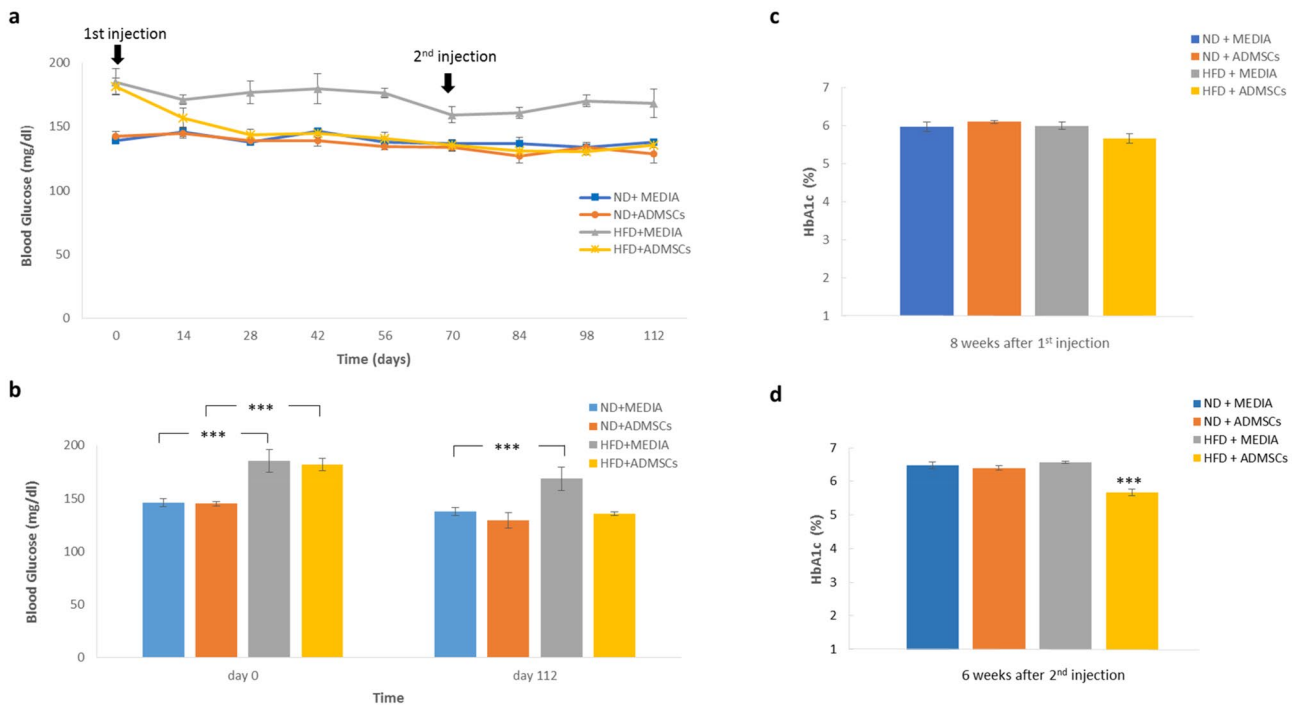 a
1st injection
2nd injection
200
150
100
50
0
Blood Glucose (mg/dl)
0 14 28 42 56 70 84 98 112
Time (days)
ND+ MEDIA
ND+ADMSCs
HFD+MEDIA
HFD+ADMSCs
b
*** 
***
***
200
150
100
50
0
Blood Glucose (mg/dl)
day 0 day 112
Time
ND+MEDIA
ND+ADMSCs
HFD+MEDIA
HFD+ADMSCs
c
ND + MEDIA
ND + ADMSCs
HFD + MEDIA
HFD + ADMSCs
7
6
5
4
3
2
1
HbA1c (%)
8 weeks after 1st injection
d
ND + MEDIA
ND + ADMSCs
HFD + MEDIA
HFD + ADMSCs
***
7
6
5
4
3
2
1
HbA1c (%)
6 weeks after 2nd injection